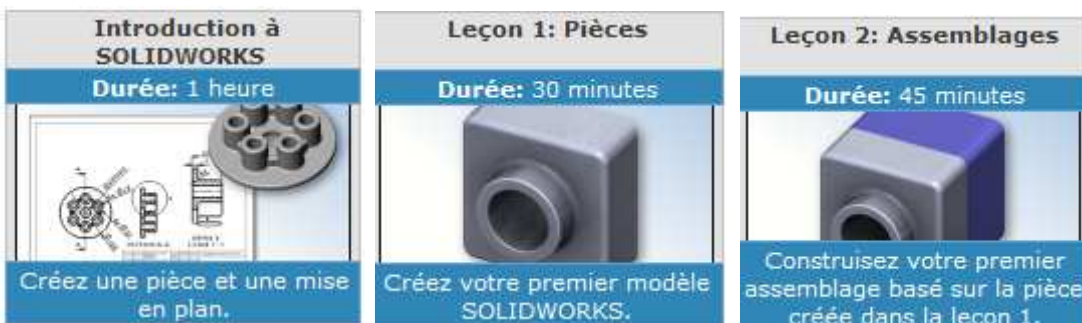 Introduction à
SOLIDWORKS
Durée: 1 heure
Créez une pièce et une mise
en plan.
Leçon 1: Pièces
Durée: 30 minutes
Créez votre premier modèle
SOLIDWORKS.
Leçon 2: Assemblages
Durée: 45 minutes
Construisez votre premier
assemblage basé sur la pièce
créée dans la leçon 1.